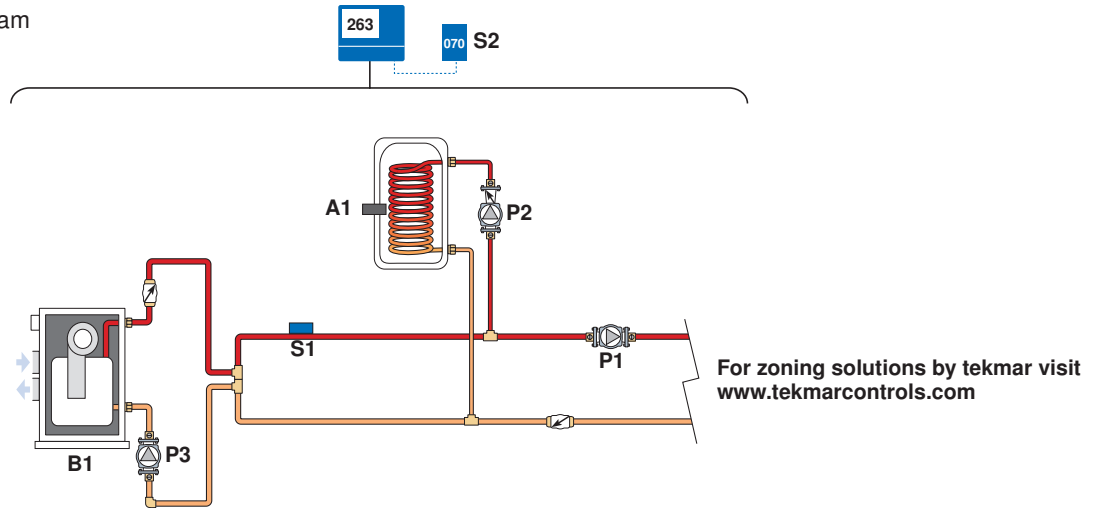 am
263
070
S2
A1
P2
S1
P1
For zoning solutions by tekmar visit
www.tekmarcontrols.com
B1
P3